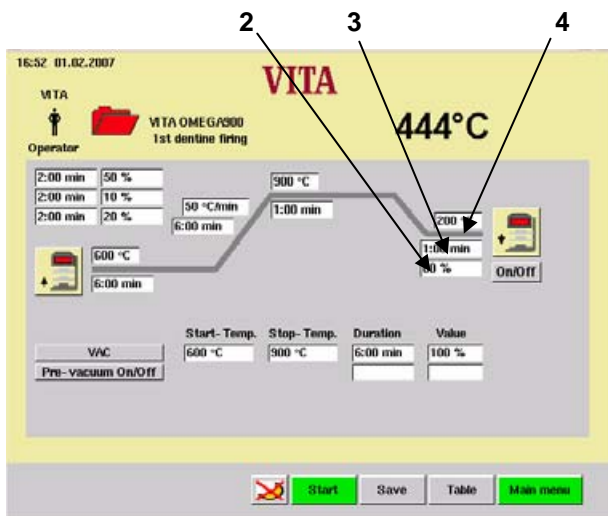 2 3 4
16:52 01.02.2007
VITA
VITA
Operator
VITA OMEGA900
1st dentine firing
444°C
2:00 min 50 %
2:00 min 10 %
2:00 min 20 %
50 °C/min
6:00 min
900 °C
1:00 min
200 °C
1:00 min
%
On/Off
600 °C
6:00 min
Start-Temp. Stop-Temp. Duration Value
VAC 600 °C 900 °C 6:00 min 100 %
Pre-vacuum On/Off
Start Save Table Main menu